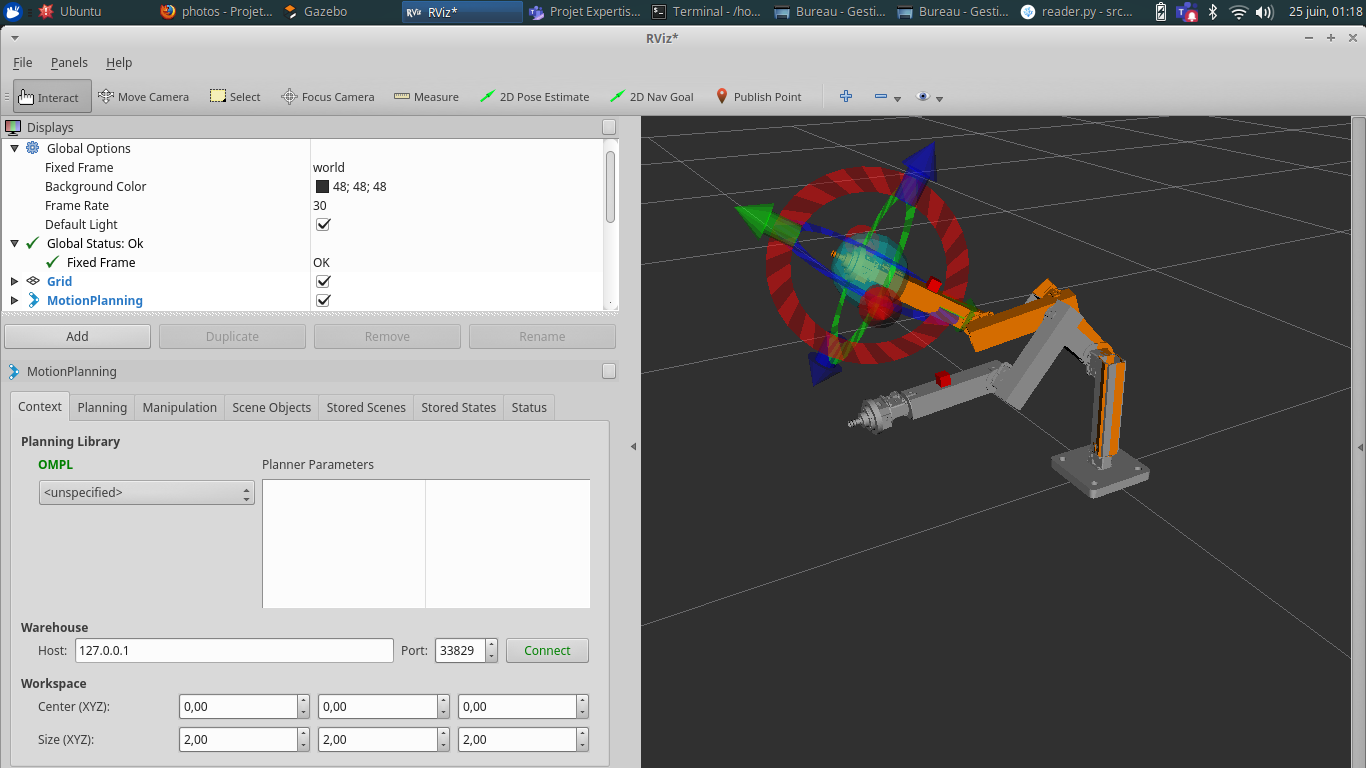 Ubuntu photos - Projet... Gazebo RViz* Projet Expertis... Terminal - /ho... Bureau - Gesti... Bureau - Gesti... reader.py - src... 25 juin, 01:18
RViz*
File Panels Help
Interact Move Camera Select Focus Camera Measure 2D Pose Estimate 2D Nav Goal Publish Point
Displays
Global Options
Fixed Frame world
Background Color 48; 48; 48
Frame Rate 30
Default Light
Global Status: Ok
Fixed Frame OK
Grid
MotionPlanning
Add Duplicate Remove Rename
MotionPlanning
Context Planning Manipulation Scene Objects Stored Scenes Stored States Status
Planning Library
OMPL Planner Parameters
<unspecified>
Warehouse
Host: 127.0.0.1 Port: 33829 Connect
Workspace
Center (XYZ): 0,00 0,00 0,00
Size (XYZ): 2,00 2,00 2,00